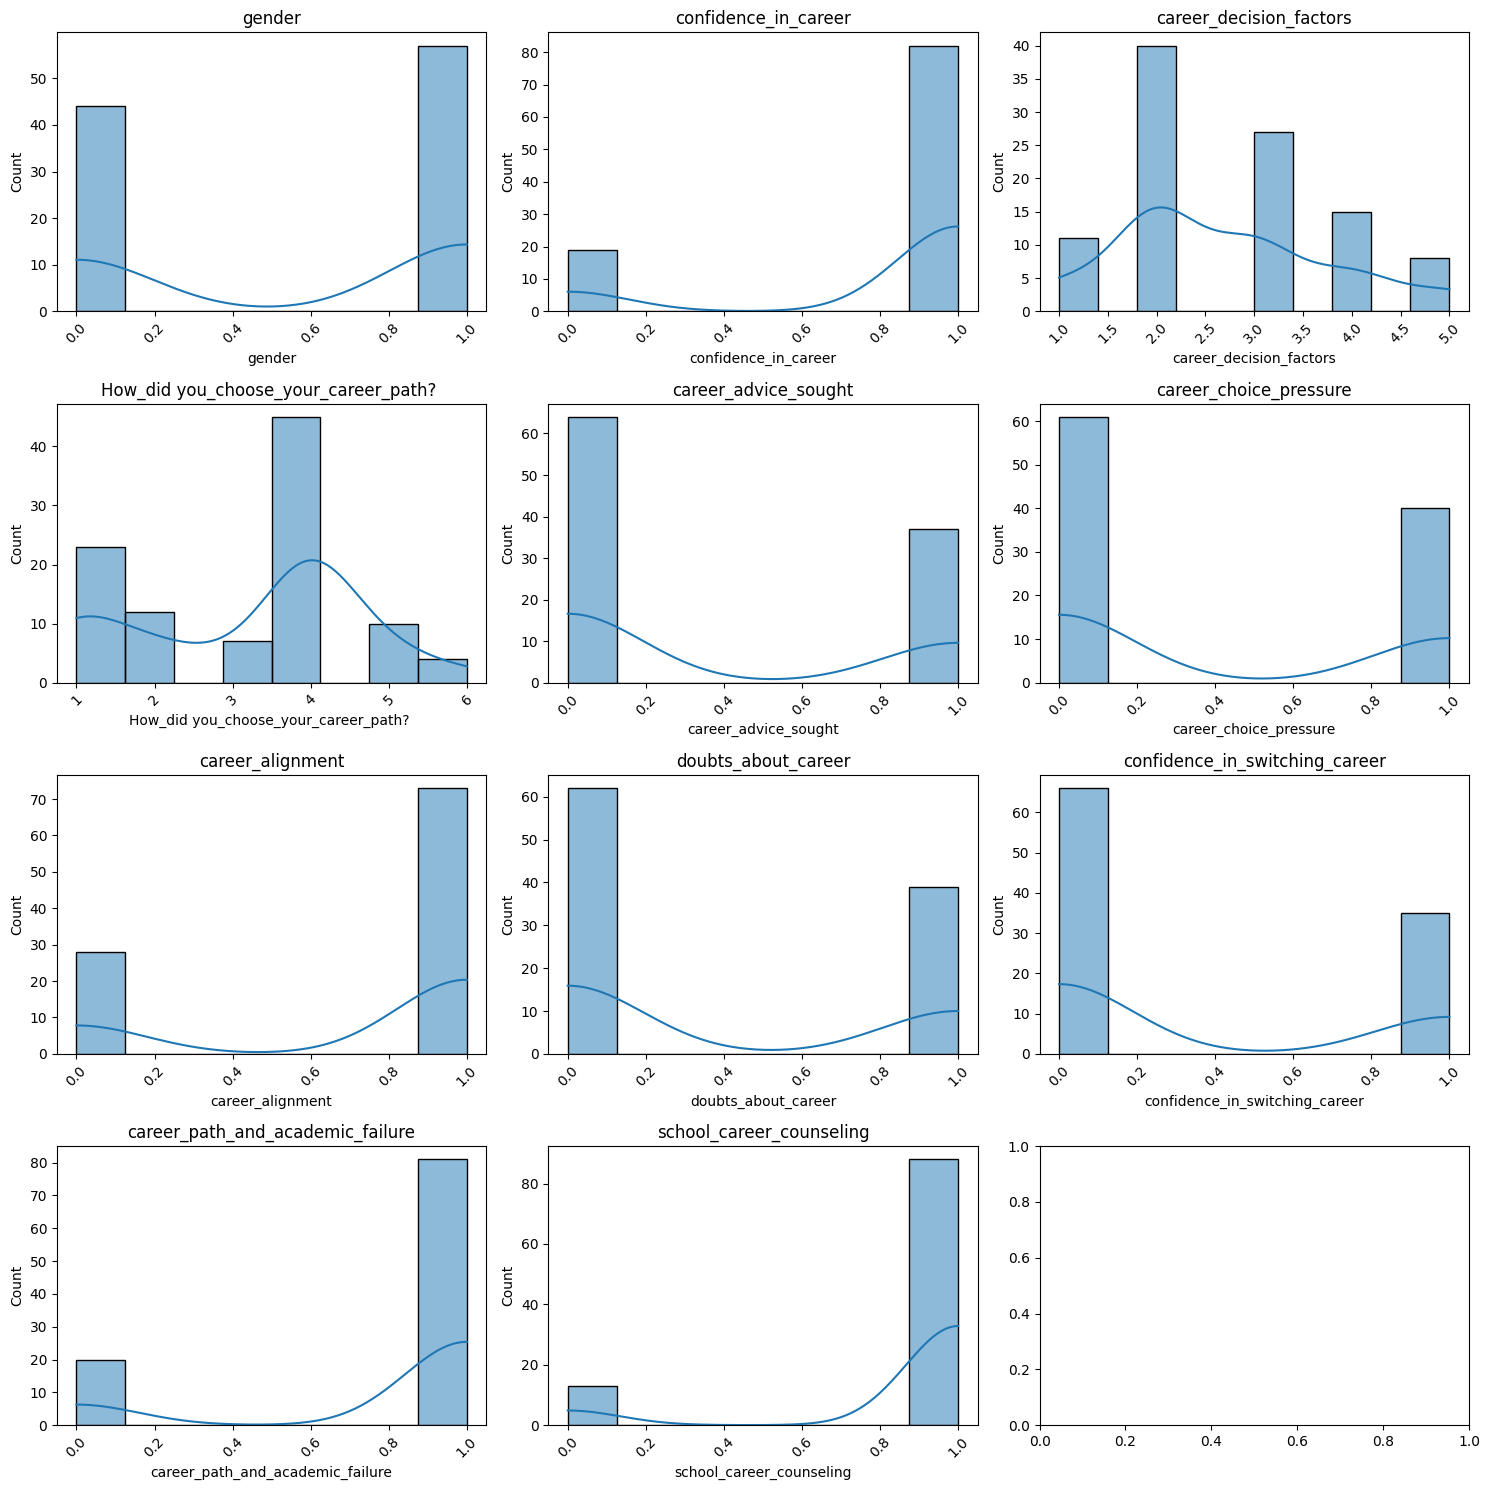 gender
confidence_in_career
career_decision_factors
Count
50
40
30
20
10
0
0.0 0.2 0.4 0.6 0.8 1.0
gender
Count
80
70
60
50
40
30
20
10
0
0.0 0.2 0.4 0.6 0.8 1.0
confidence_in_career
Count
40
35
30
25
20
15
10
5
0
1.0 1.5 2.0 2.5 3.0 3.5 4.0 4.5 5.0
career_decision_factors
How_did you_choose_your_career_path?
career_advice_sought
career_choice_pressure
Count
40
30
20
10
0
1 2 3 4 5 6
How_did you_choose_your_career_path?
Count
60
50
40
30
20
10
0
0.0 0.2 0.4 0.6 0.8 1.0
career_advice_sought
Count
60
50
40
30
20
10
0
0.0 0.2 0.4 0.6 0.8 1.0
career_choice_pressure
career_alignment
doubts_about_career
confidence_in_switching_career
Count
70
60
50
40
30
20
10
0
0.0 0.2 0.4 0.6 0.8 1.0
career_alignment
Count
60
50
40
30
20
10
0
0.0 0.2 0.4 0.6 0.8 1.0
doubts_about_career
Count
60
50
40
30
20
10
0
0.0 0.2 0.4 0.6 0.8 1.0
confidence_in_switching_career
career_path_and_academic_failure
school_career_counseling
Count
80
70
60
50
40
30
20
10
0
0.0 0.2 0.4 0.6 0.8 1.0
career_path_and_academic_failure
Count
80
60
40
20
0
0.0 0.2 0.4 0.6 0.8 1.0
school_career_counseling
1.0
0.8
0.6
0.4
0.2
0.0
0.0 0.2 0.4 0.6 0.8 1.0